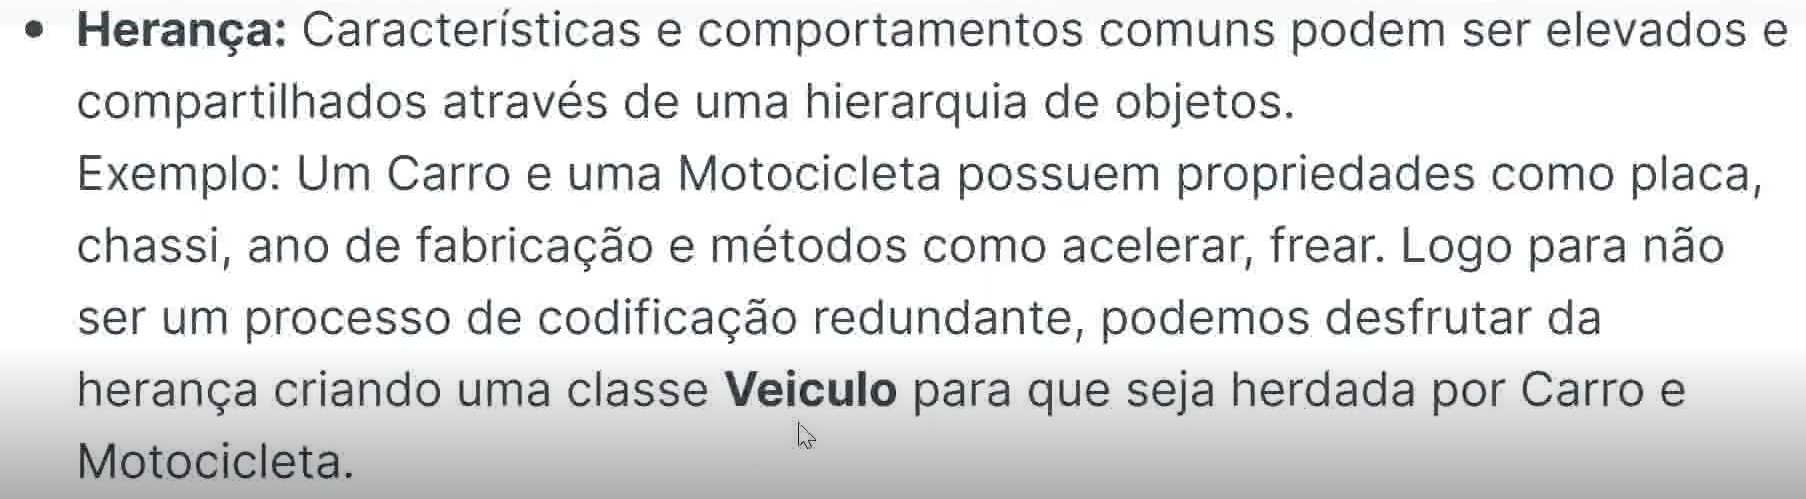 • Herança: Características e comportamentos comuns podem ser elevados e
compartilhados através de uma hierarquia de objetos.
Exemplo: Um Carro e uma Motocicleta possuem propriedades como placa,
chassi, ano de fabricação e métodos como acelerar, frear. Logo para não
ser um processo de codificação redundante, podemos desfrutar da
herança criando uma classe Veiculo para que seja herdada por Carro e
Motocicleta.